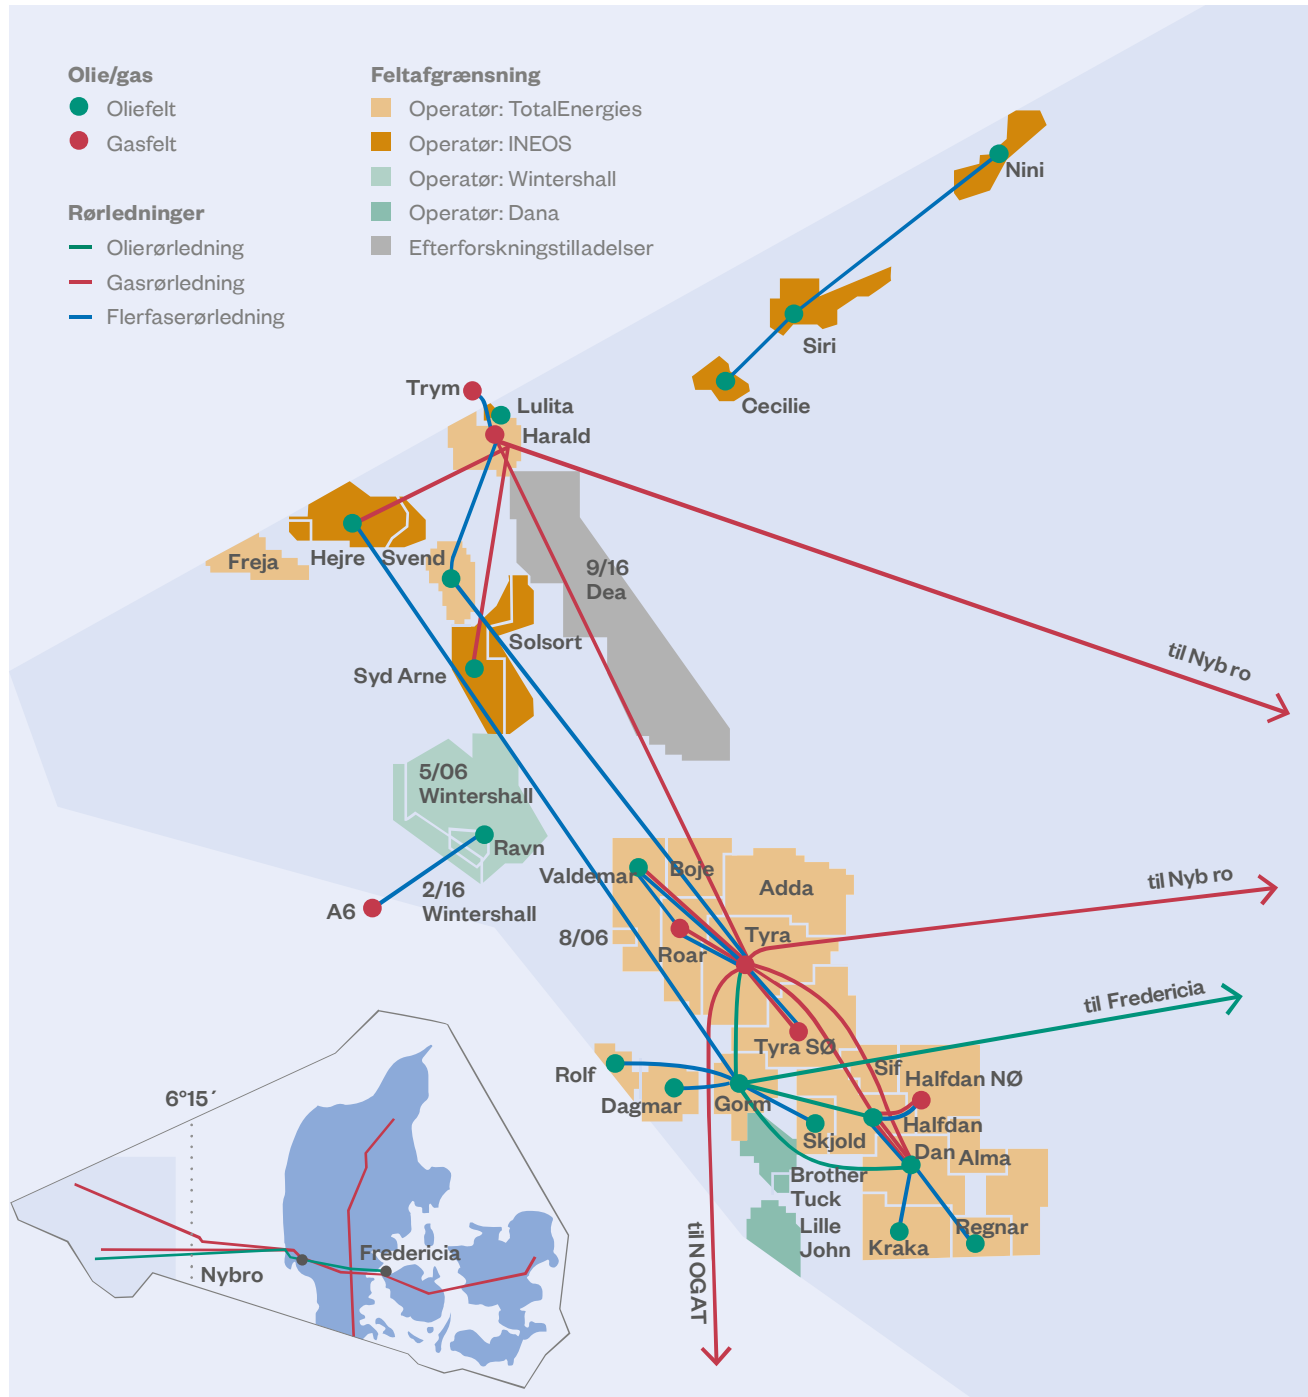 Olie/gas
Oliefelt
Gasfelt
Rørledninger
Olierørledning
Gasrørledning
Flerfaserørledning
Feltafgrænsning
Operatør: TotalEnergies
Operatør: INEOS
Operatør: Wintershall
Operatør: Dana
Efterforskningstilladelser
Nini
Siri
Cecilie
Trym
Lulita
Harald
Freja
Hejre
Svend
9/16
Dea
Solsort
Syd Arne
til Nyb ro
5/06
Wintershall
Ravn
2/16
Wintershall
A6
Valdemar
Boje
Adda
til Nyb ro
8/06
Roar
Tyra
til Fredericia
Tyra SØ
Rolf
Dagmar
Gorm
Sif
Halfdan NØ
Halfdan
Skjold
Dan
Alma
Brother
Tuck
Lille
John
Kraka
Regnar
til NOGAT
6°15´
Nybro
Fredericia